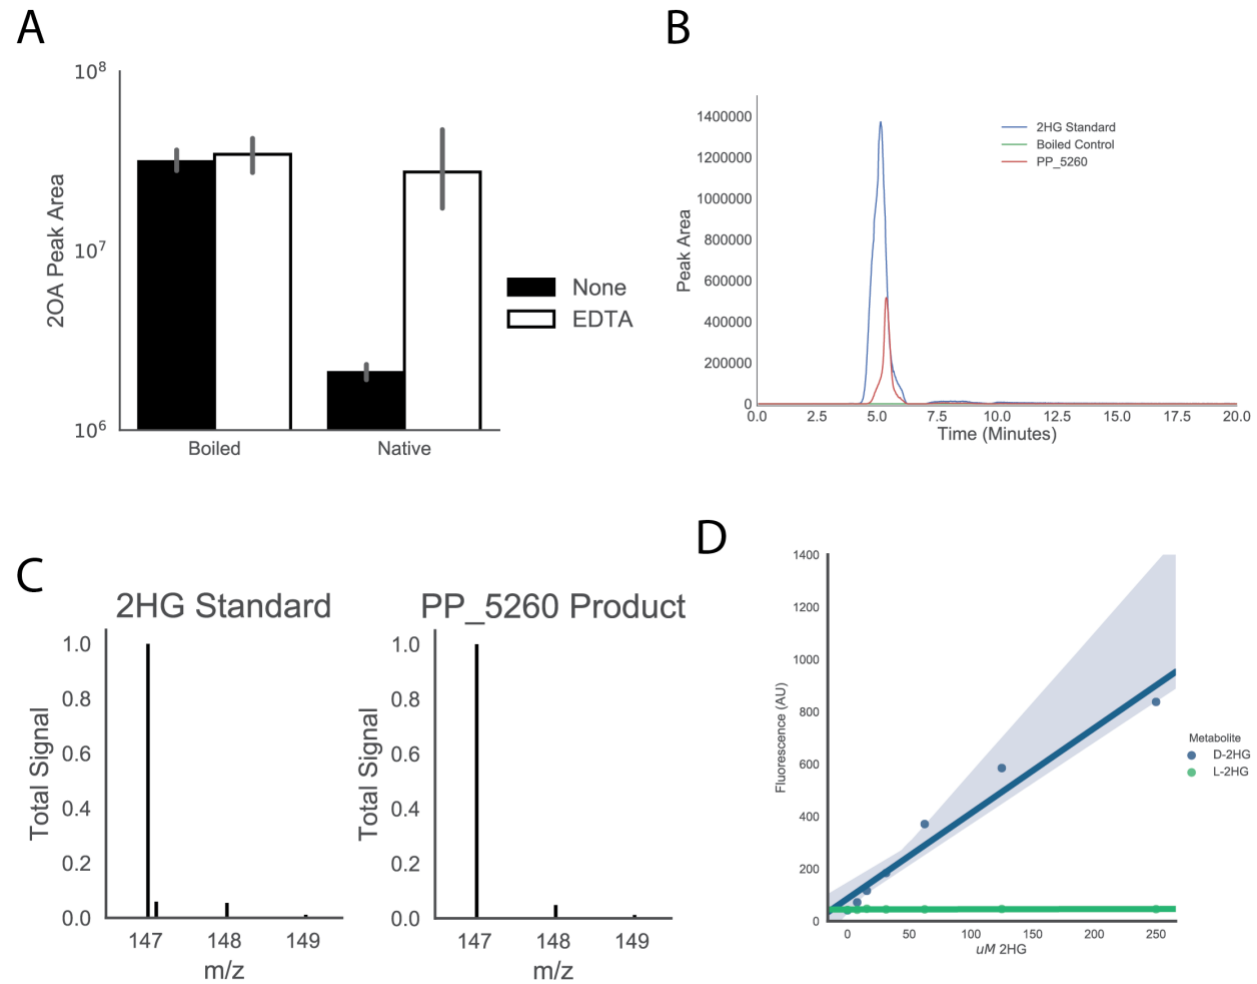 A
10⁸
10⁷
10⁶
2OA Peak Area
Boiled
Native
None
EDTA
B
1400000
1200000
1000000
800000
600000
400000
200000
0
Peak Area
0.0 2.5 5.0 7.5 10.0 12.5 15.0 17.5 20.0
Time (Minutes)
2HG Standard
Boiled Control
PP_5260
C
2HG Standard
1.0
0.8
0.6
0.4
0.2
0.0
Total Signal
147 148 149
m/z
PP_5260 Product
1.0
0.8
0.6
0.4
0.2
0.0
Total Signal
147 148 149
m/z
D
1400
1200
1000
800
600
400
200
0
Fluorescence (AU)
0 50 100 150 200 250
uM 2HG
Metabolite
D-2HG
L-2HG